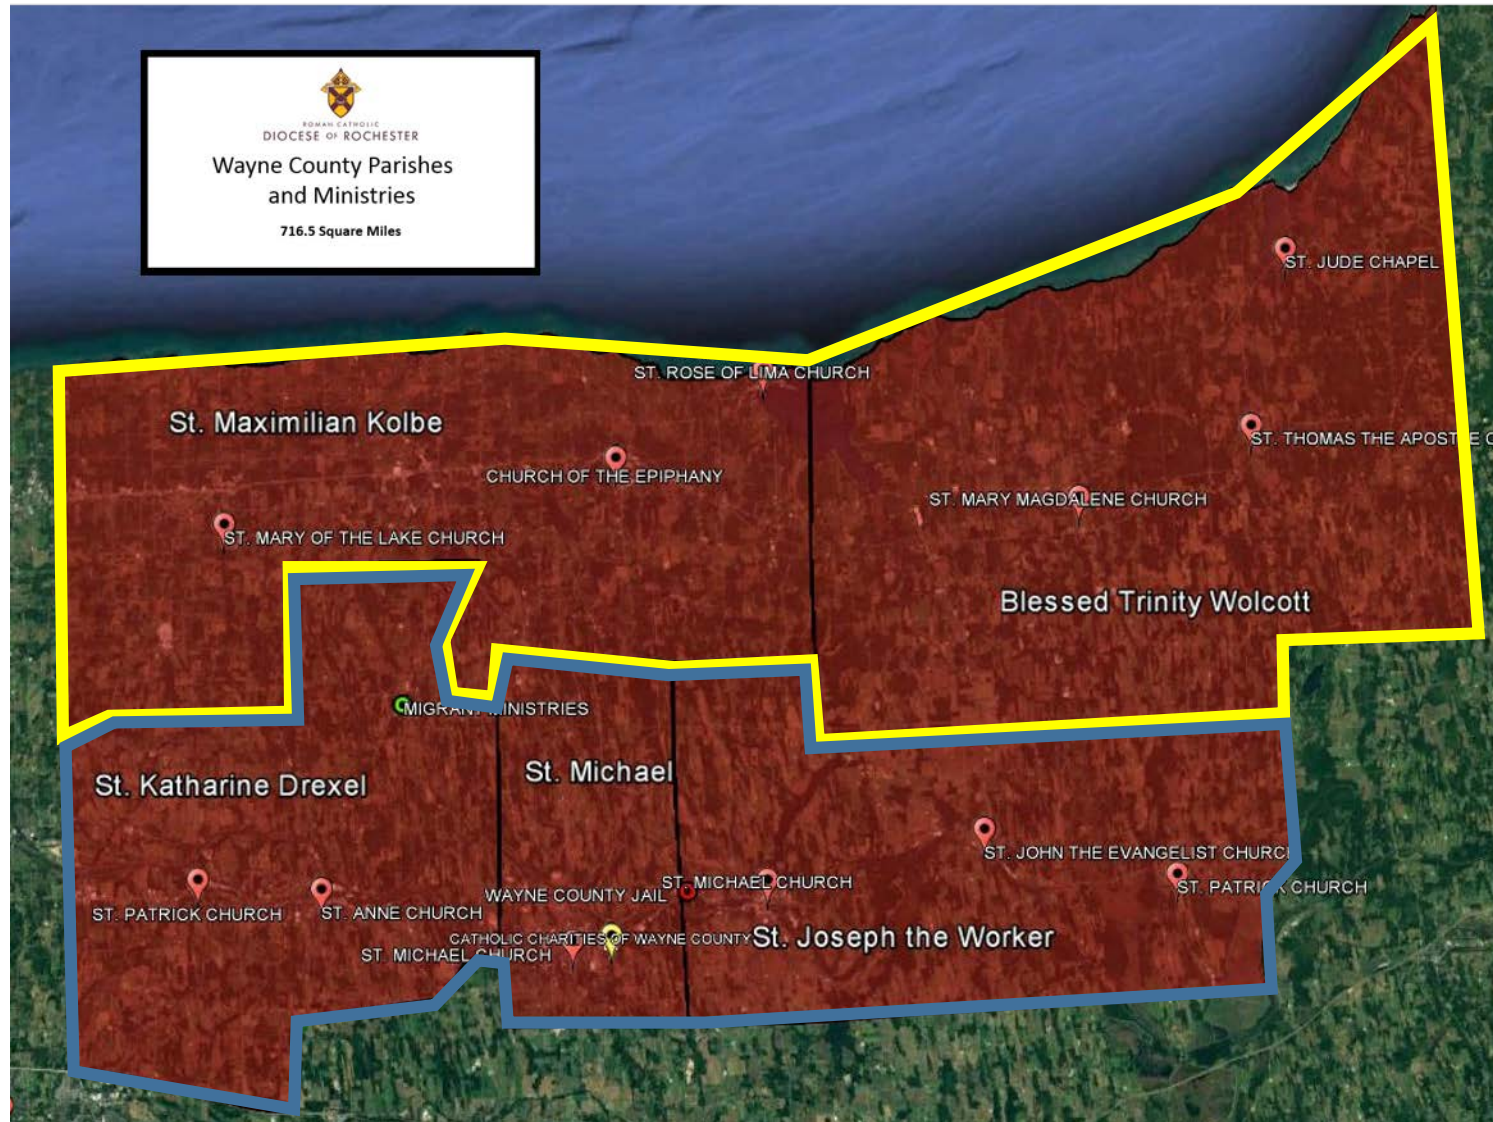 ROMAN CATHOLIC
DIOCESE OF ROCHESTER
Wayne County Parishes
and Ministries
716.5 Square Miles
ST. JUDE CHAPEL
ST. ROSE OF LIMA CHURCH
St. Maximilian Kolbe
ST. THOMAS THE APOSTLE C
CHURCH OF THE EPIPHANY
ST. MARY MAGDALENE CHURCH
ST. MARY OF THE LAKE CHURCH
Blessed Trinity Wolcott
MIGRANT MINISTRIES
St. Michael
St. Katharine Drexel
ST. JOHN THE EVANGELIST CHURCH
ST. MICHAEL CHURCH
ST. PATRICK CHURCH
WAYNE COUNTY JAIL
ST. PATRICK CHURCH
ST. ANNE CHURCH
CATHOLIC CHARITIES OF WAYNE COUNTY
St. Joseph the Worker
ST. MICHAEL CHURCH